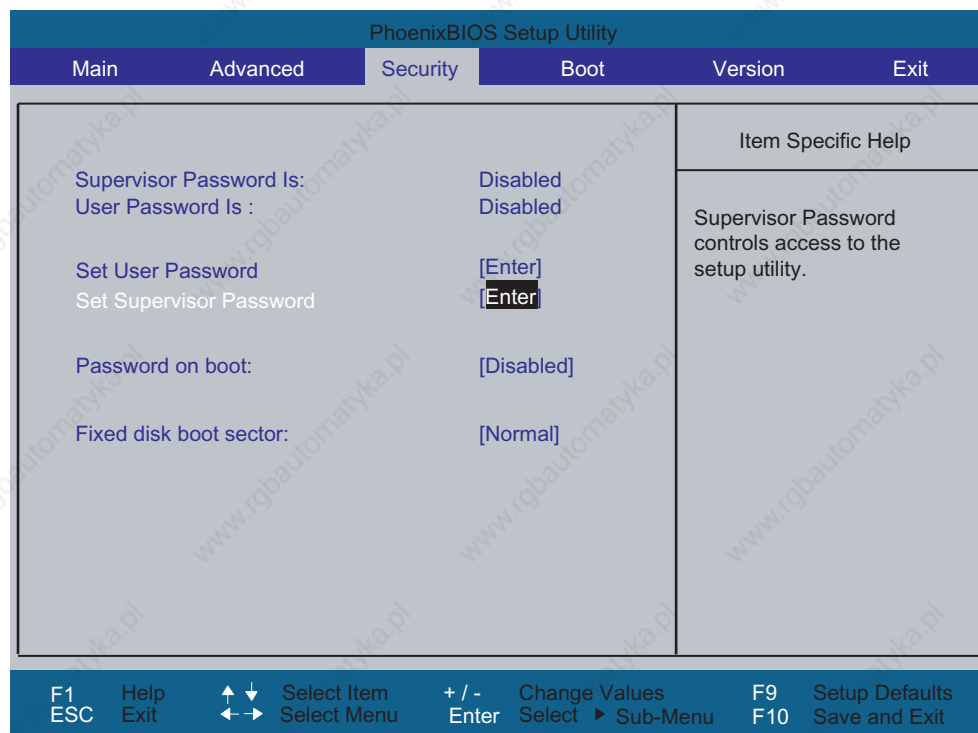 PhoenixBIOS Setup Utility
Main Advanced Security Boot Version Exit
Item Specific Help
Supervisor Password Is: Disabled
User Password Is : Disabled
Supervisor Password
controls access to the
setup utility.
Set User Password [Enter]
Set Supervisor Password [Enter]
Password on boot: [Disabled]
Fixed disk boot sector: [Normal]
F1 Help Select Item + / - Change Values F9 Setup Defaults
ESC Exit Select Menu Enter Select Sub-Menu F10 Save and Exit
www.rgbautomatyka.pl